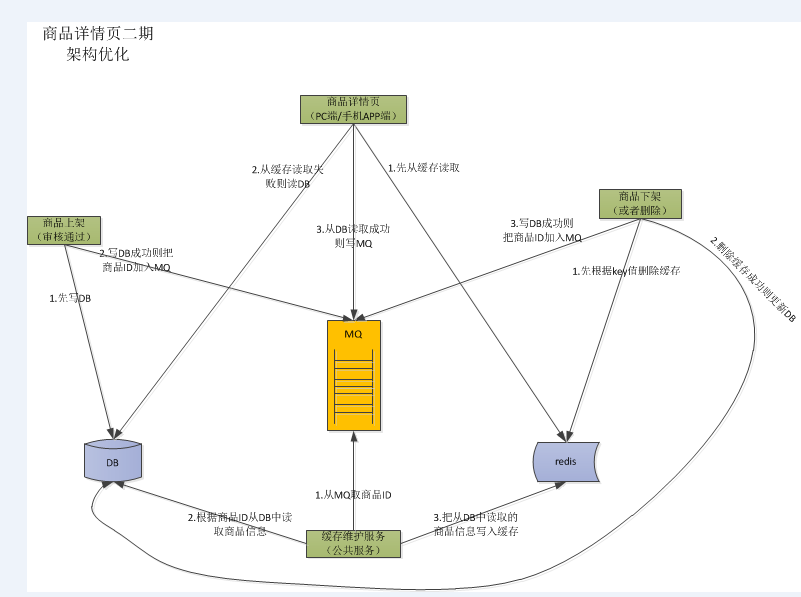 商品详情页二期
架构优化
商品详情页
（PC端/手机APP端）
2.从缓存读取失
败则读DB
1.先从缓存读取
商品下架
（或者删除）
商品上架
（审核通过）
3.从DB读取成功
则写MQ
3.写DB成功则
把商品ID加入MQ
2.删除缓存成功则更新DB
2.写DB成功则把
商品ID加入MQ
1.先根据key值删除缓存
1.先写DB
MQ
DB
redis
1.从MQ取商品ID
2.根据商品ID从DB中读
取商品信息
3.把从DB中读取的
商品信息写入缓存
缓存维护服务
（公共服务）